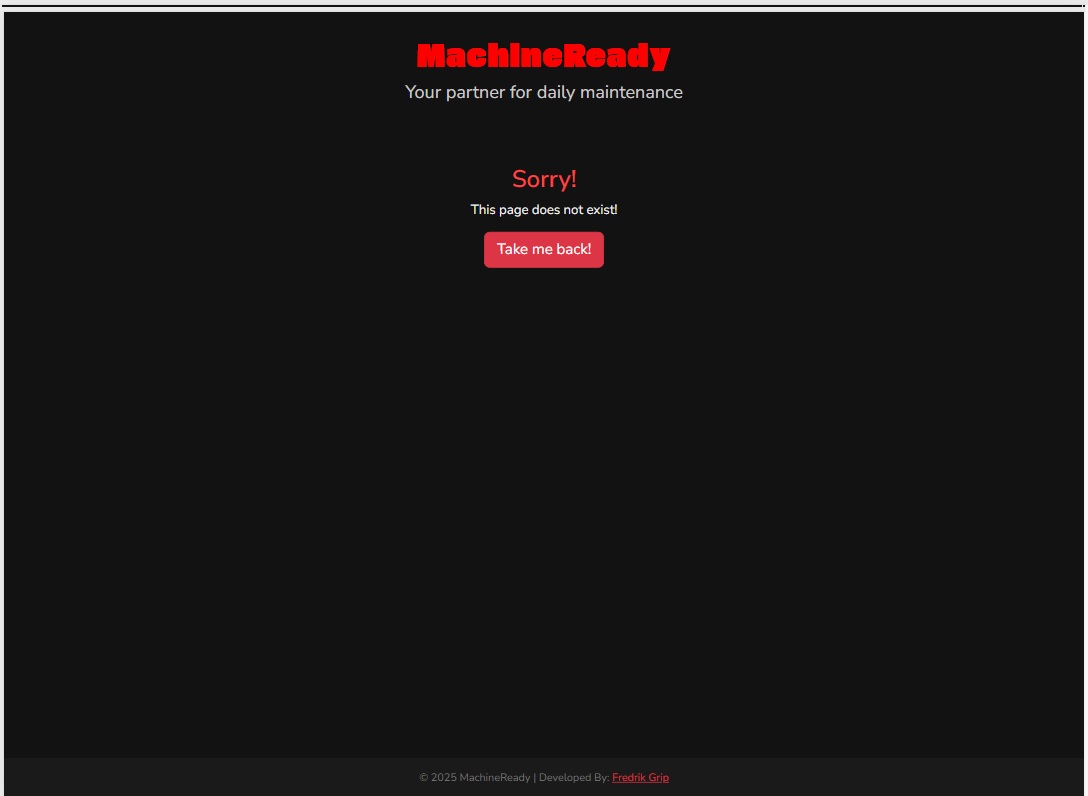 MachineReady
Your partner for daily maintenance
Sorry!
This page does not exist!
Take me back!
© 2025 MachineReady | Developed By: Fredrik Grip